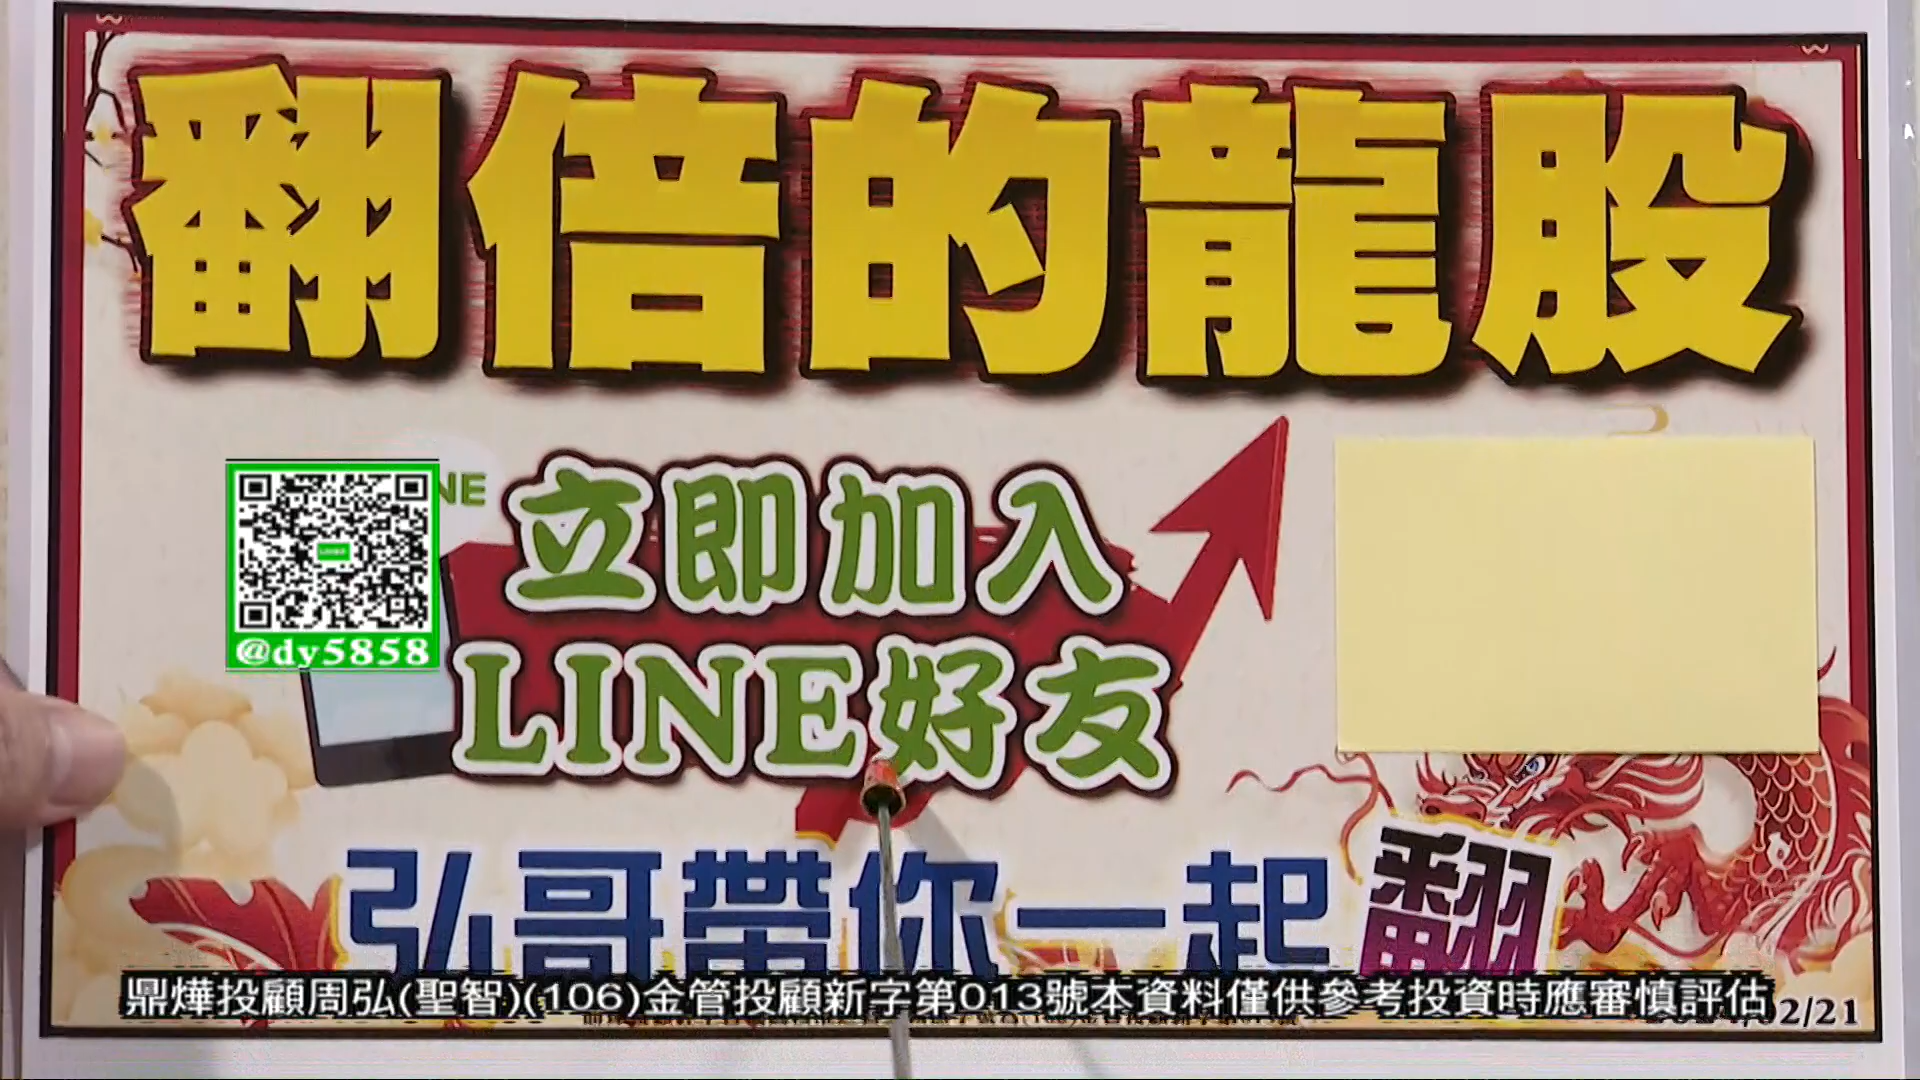 翻倍的龍股
NE
立即加入
LINE好友
@dy5858
弘哥帶你一起翻
鼎燁投顧周弘(聖智)(106)金管投顧新字第013號本資料僅供參考投資時應審慎評估
02/21